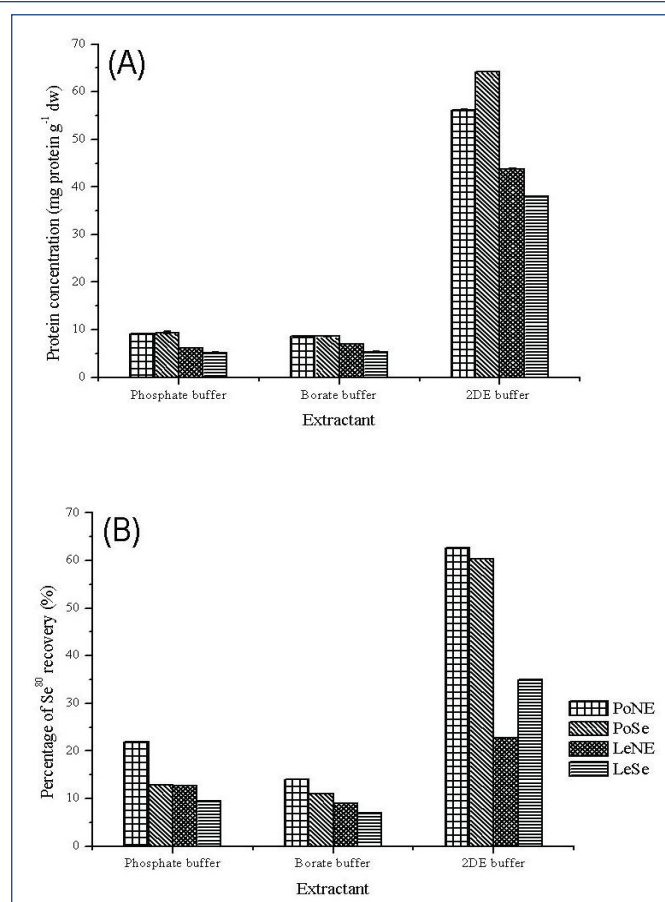 (A)
Protein concentration (mg protein g⁻¹ dw)
70
60
50
40
30
20
10
0
Phosphate buffer
Borate buffer
2DE buffer
Extractant
(B)
Percentage of Se⁸⁰ recovery (%)
70
60
50
40
30
20
10
0
Phosphate buffer
Borate buffer
2DE buffer
Extractant
PoNE
PoSe
LeNE
LeSe